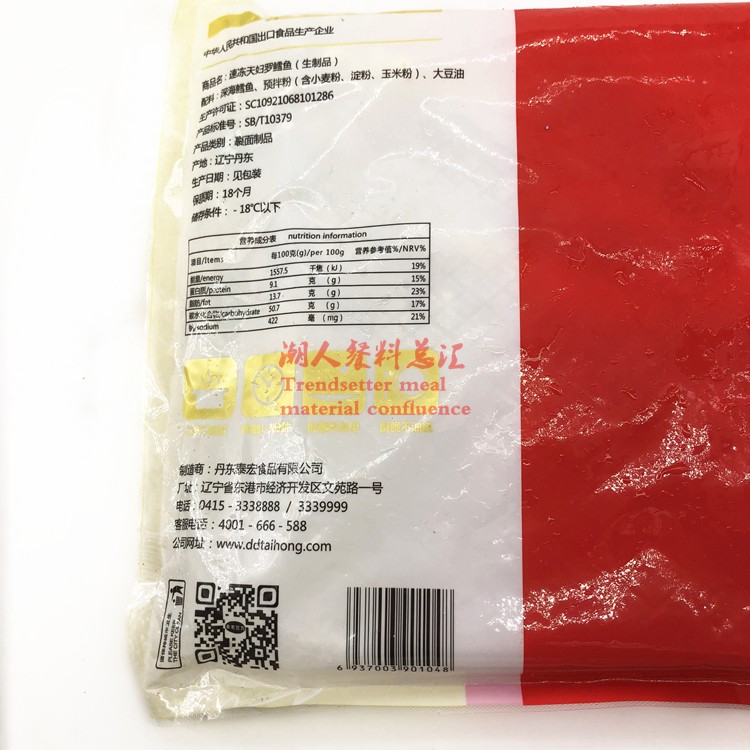 中华人民共和国出口食品生产企业
商品名：速冻天妇罗鳕鱼（生制品）
配料：深海鳕鱼、预拌粉（含小麦粉、淀粉、玉米粉）、大豆油
生产许可证：SC10921068101286
产品标准号：SB/T10379
产品类别：裹面制品
产地：辽宁丹东
生产日期：见包装
保质期：18个月
储存条件：-18℃以下
营养成分表 nutrition information
项目/Items 每100克(g)/per 100g 营养参考值%/NRV%
能量/energy 1557.5 千焦（kJ） 19%
蛋白质/protein 9.1 克（g） 15%
脂肪/fat 13.7 克（g） 23%
碳水化合物/carbohydrate 50.7 克（g） 17%
钠/sodium 422 毫（mg） 21%
潮人餐料总汇
Trendsetter meal
material confluence
制造商：丹东泰宏食品有限公司
厂址：辽宁省东港市经济开发区文苑路一号
电话：0415 - 3338888 / 3339999
客服电话：4001 - 666 - 588
公司网址：www.ddtaihong.com
PLEASE KEEP
THE CITY CLEAN
6 937003 901048